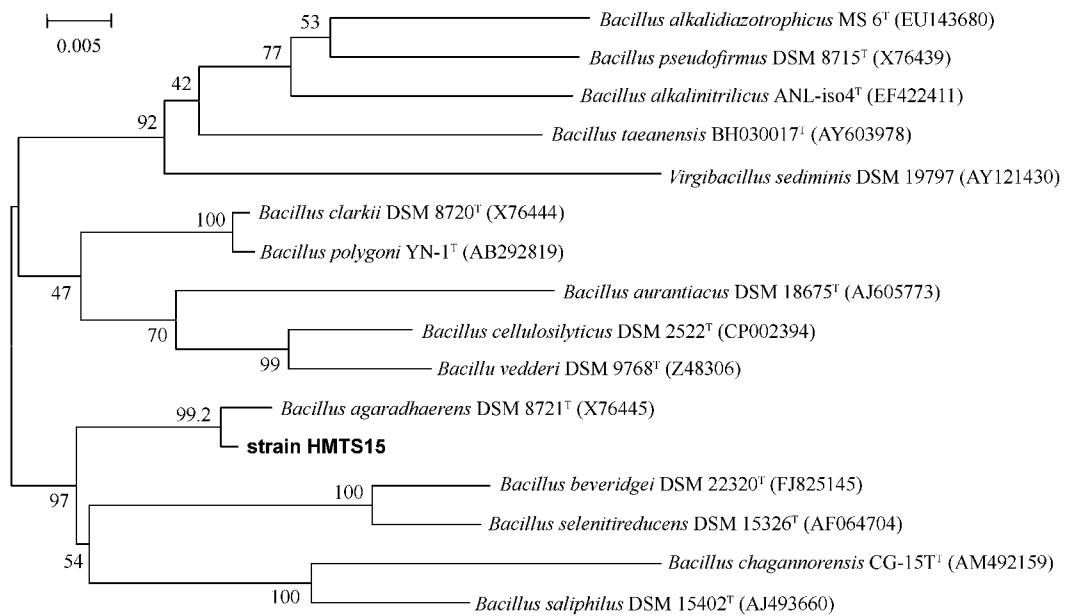 0.005
53
Bacillus alkalidiazotrophicus MS 6ᵀ (EU143680)
77
Bacillus pseudofirmus DSM 8715ᵀ (X76439)
42
Bacillus alkalinitrilicus ANL-iso4ᵀ (EF422411)
92
Bacillus taeanensis BH030017ᵀ (AY603978)
Virgibacillus sediminis DSM 19797 (AY121430)
100
Bacillus clarkii DSM 8720ᵀ (X76444)
Bacillus polygoni YN-1ᵀ (AB292819)
47
Bacillus aurantiacus DSM 18675ᵀ (AJ605773)
70
Bacillus cellulosilyticus DSM 2522ᵀ (CP002394)
99
Bacillu vedderi DSM 9768ᵀ (Z48306)
99.2
Bacillus agaradhaerens DSM 8721ᵀ (X76445)
strain HMTS15
97
Bacillus beveridgei DSM 22320ᵀ (FJ825145)
100
Bacillus selenitireducens DSM 15326ᵀ (AF064704)
54
Bacillus chagannorensis CG-15Tᵀ (AM492159)
100
Bacillus saliphilus DSM 15402ᵀ (AJ493660)